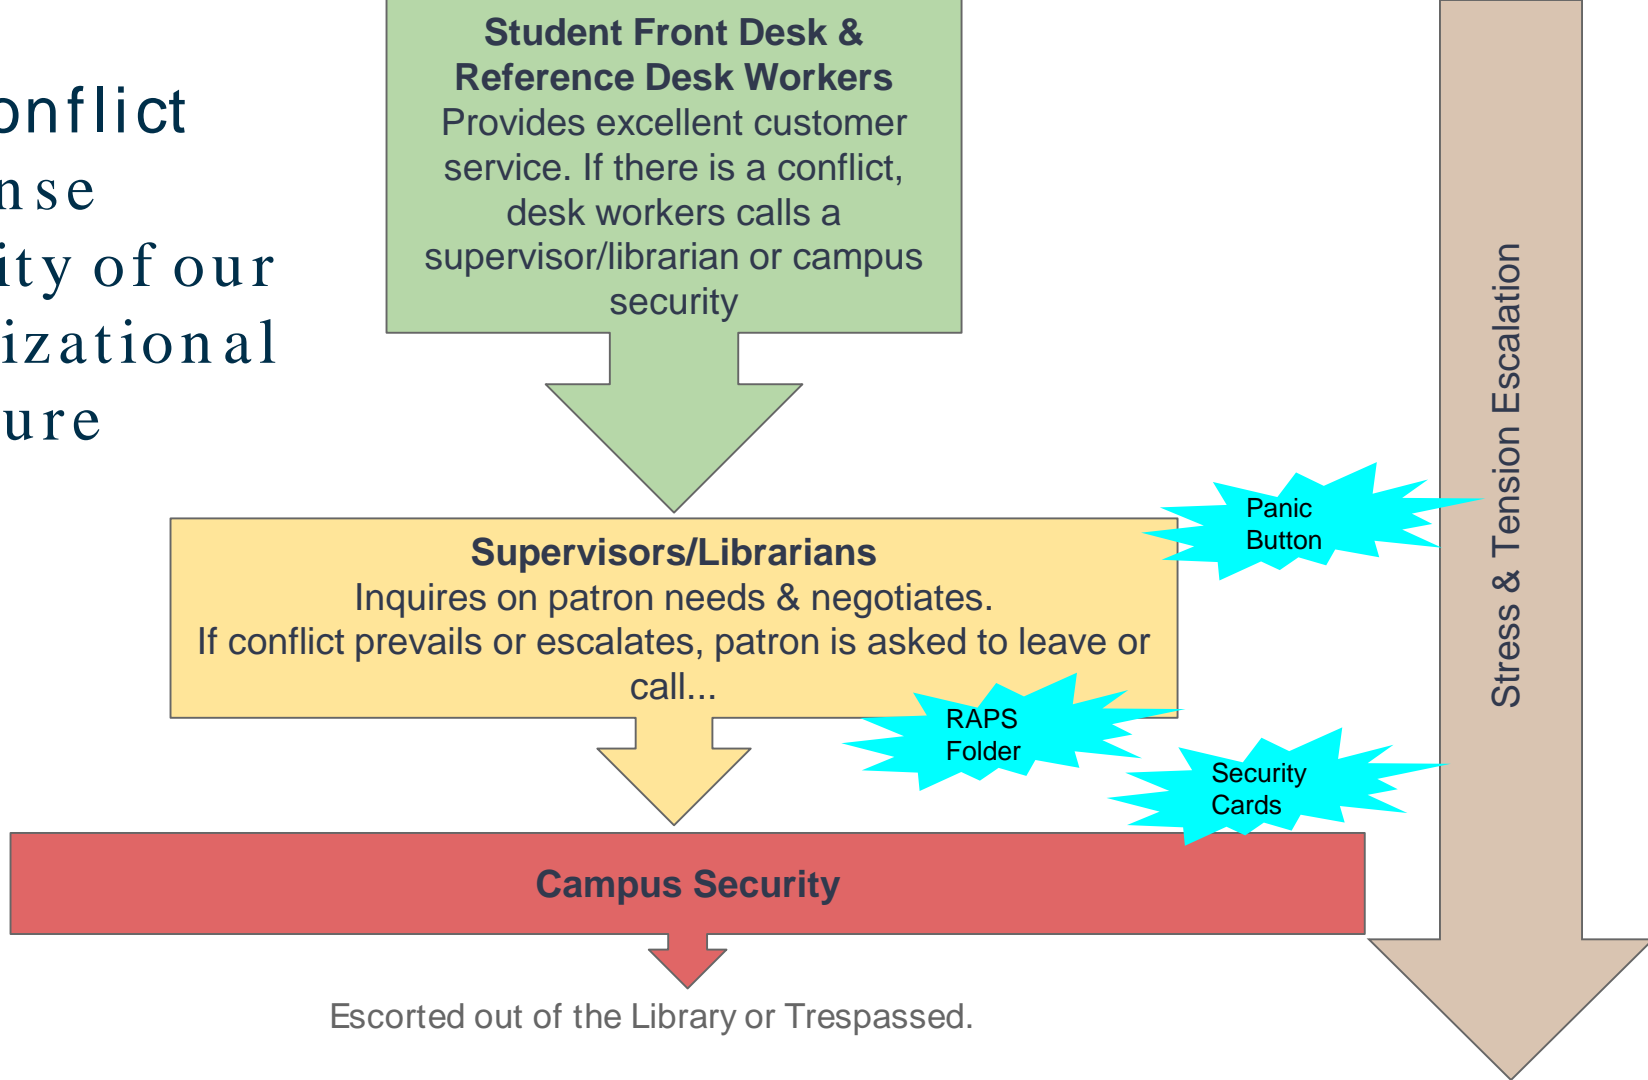 onflict
nse
ity of our
izational
ure
Student Front Desk &
Reference Desk Workers
Provides excellent customer
service. If there is a conflict,
desk workers calls a
supervisor/librarian or campus
security
Supervisors/Librarians
Inquires on patron needs & negotiates.
If conflict prevails or escalates, patron is asked to leave or
call...
Panic
Button
RAPS
Folder
Security
Cards
Campus Security
Escorted out of the Library or Trespassed.
Stress & Tension Escalation